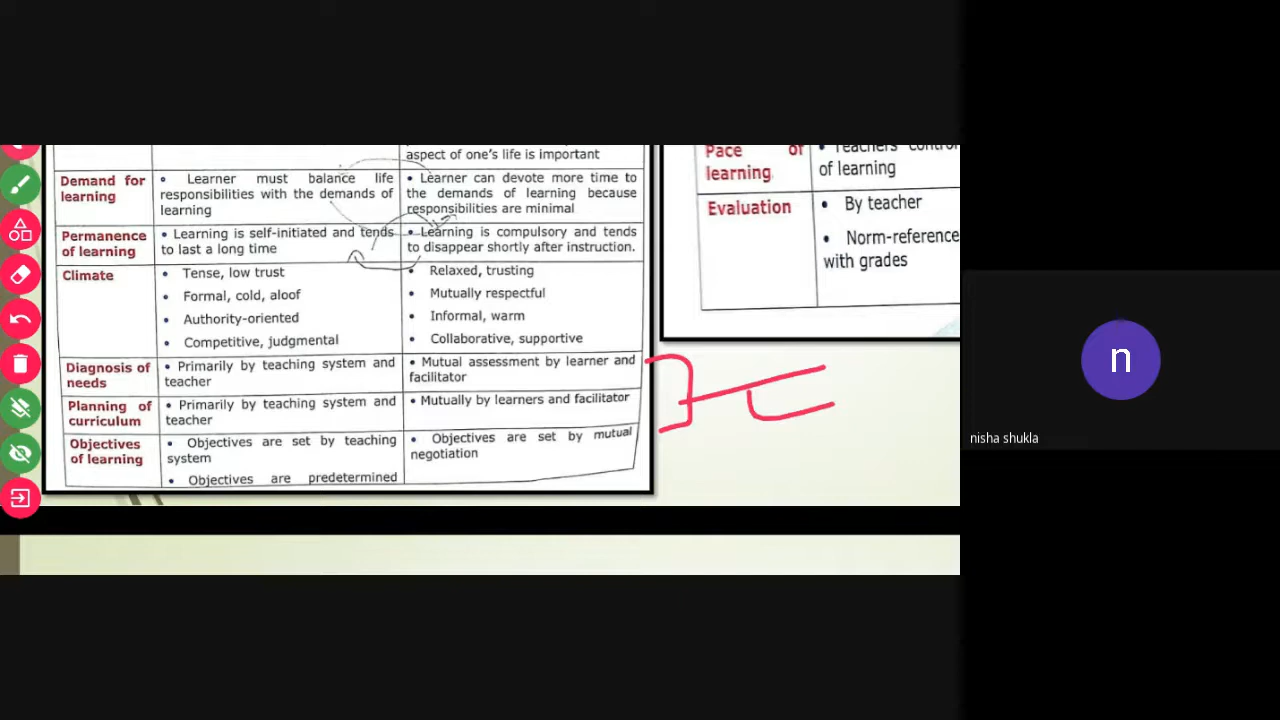 aspect of one's life is important
Demand for
learning
• Learner must balance life
responsibilities with the demands of
learning
• Learner can devote more time to
the demands of learning because
responsibilities are minimal
Permanence
of learning
• Learning is self-initiated and tends
to last a long time
• Learning is compulsory and tends
to disappear shortly after instruction.
Climate
• Tense, low trust
• Formal, cold, aloof
• Authority-oriented
• Competitive, judgmental
• Relaxed, trusting
• Mutually respectful
• Informal, warm
• Collaborative, supportive
Diagnosis of
needs
• Primarily by teaching system and
teacher
• Mutual assessment by learner and
facilitator
Planning of
curriculum
• Primarily by teaching system and
teacher
• Mutually by learners and facilitator
Objectives
of learning
• Objectives are set by teaching
system
• Objectives are predetermined
• Objectives are set by mutual
negotiation
Pace of
learning
• Teachers control
of learning
Evaluation
• By teacher
• Norm-reference
with grades
n
nisha shukla